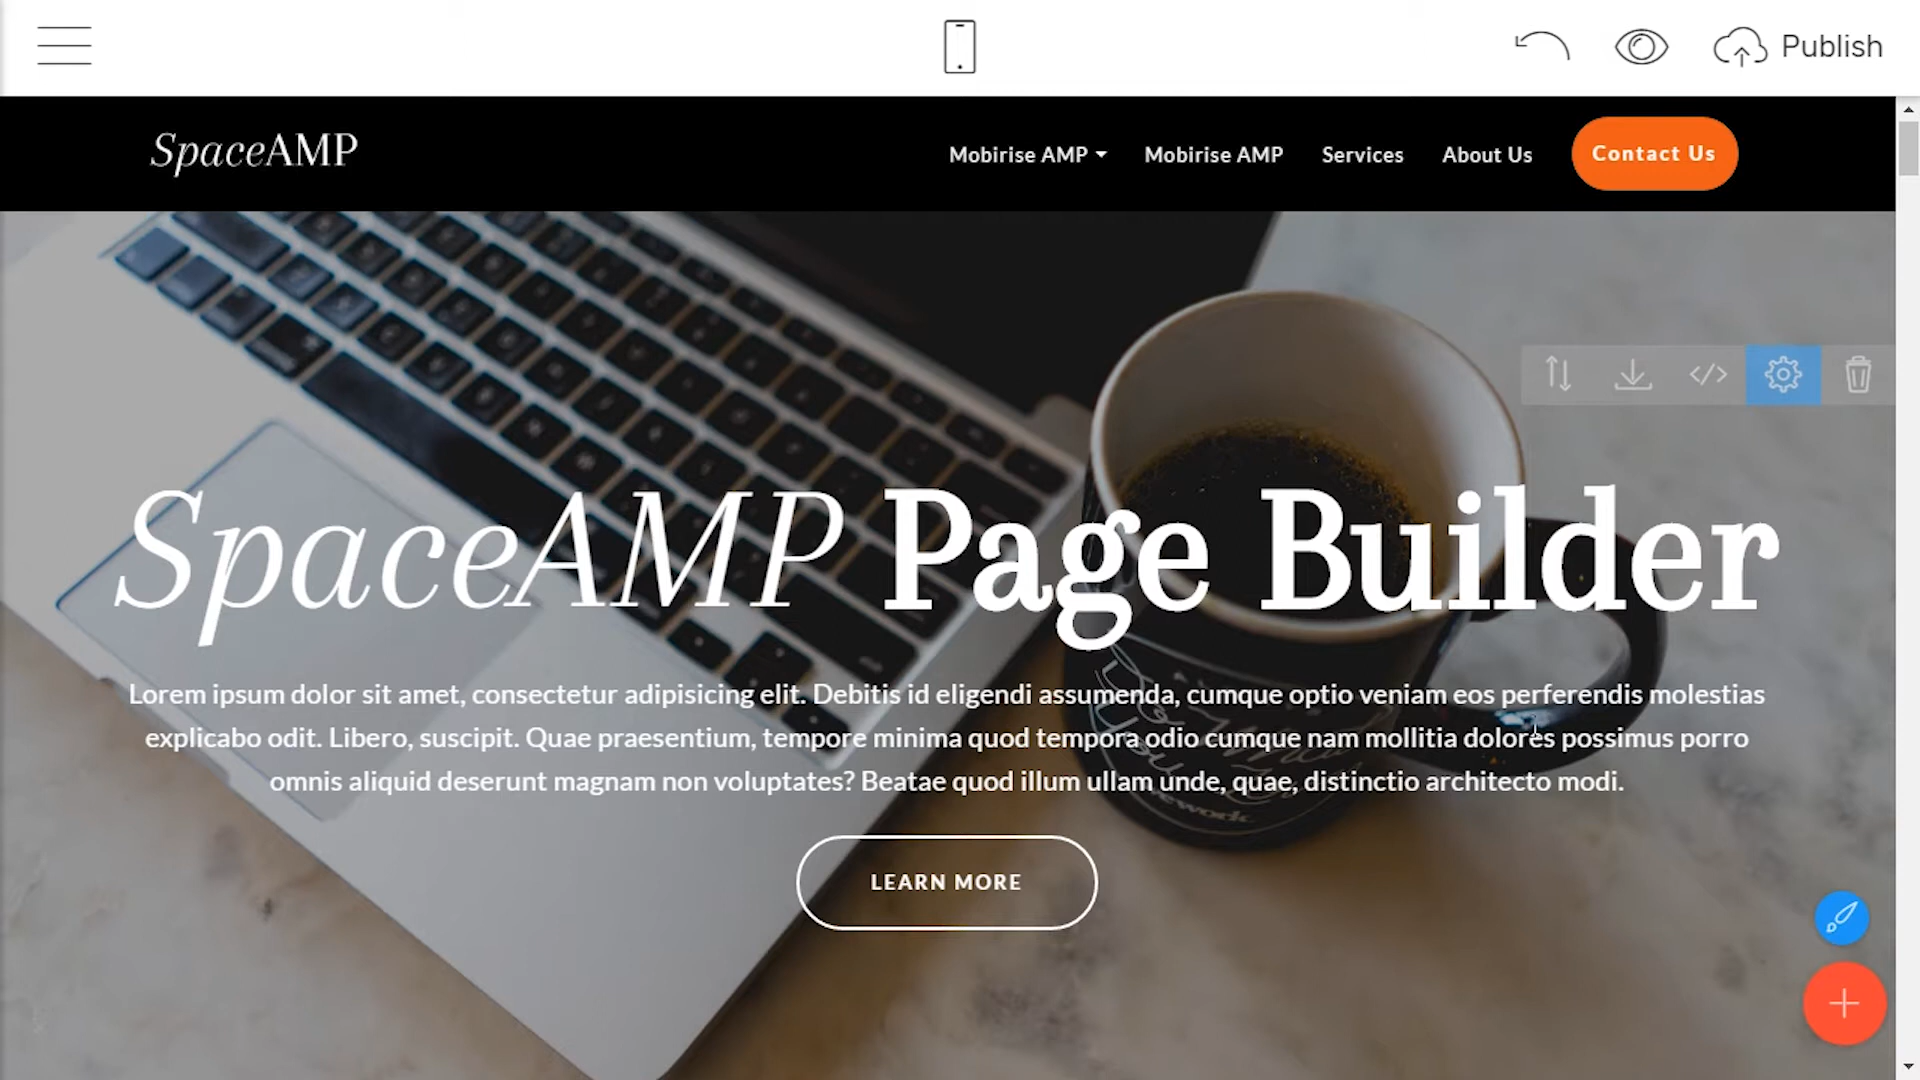 Publish
SpaceAMP
Mobirise AMP
Mobirise AMP
Services
About Us
Contact Us
SpaceAMP Page Builder
Lorem ipsum dolor sit amet, consectetur adipisicing elit. Debitis id eligendi assumenda, cumque optio veniam eos perferendis molestias
explicabo odit. Libero, suscipit. Quae praesentium, tempore minima quod tempora odio cumque nam mollitia dolores possimus porro
omnis aliquid deserunt magnam non voluptates? Beatae quod illum ullam unde, quae, distinctio architecto modi.
LEARN MORE